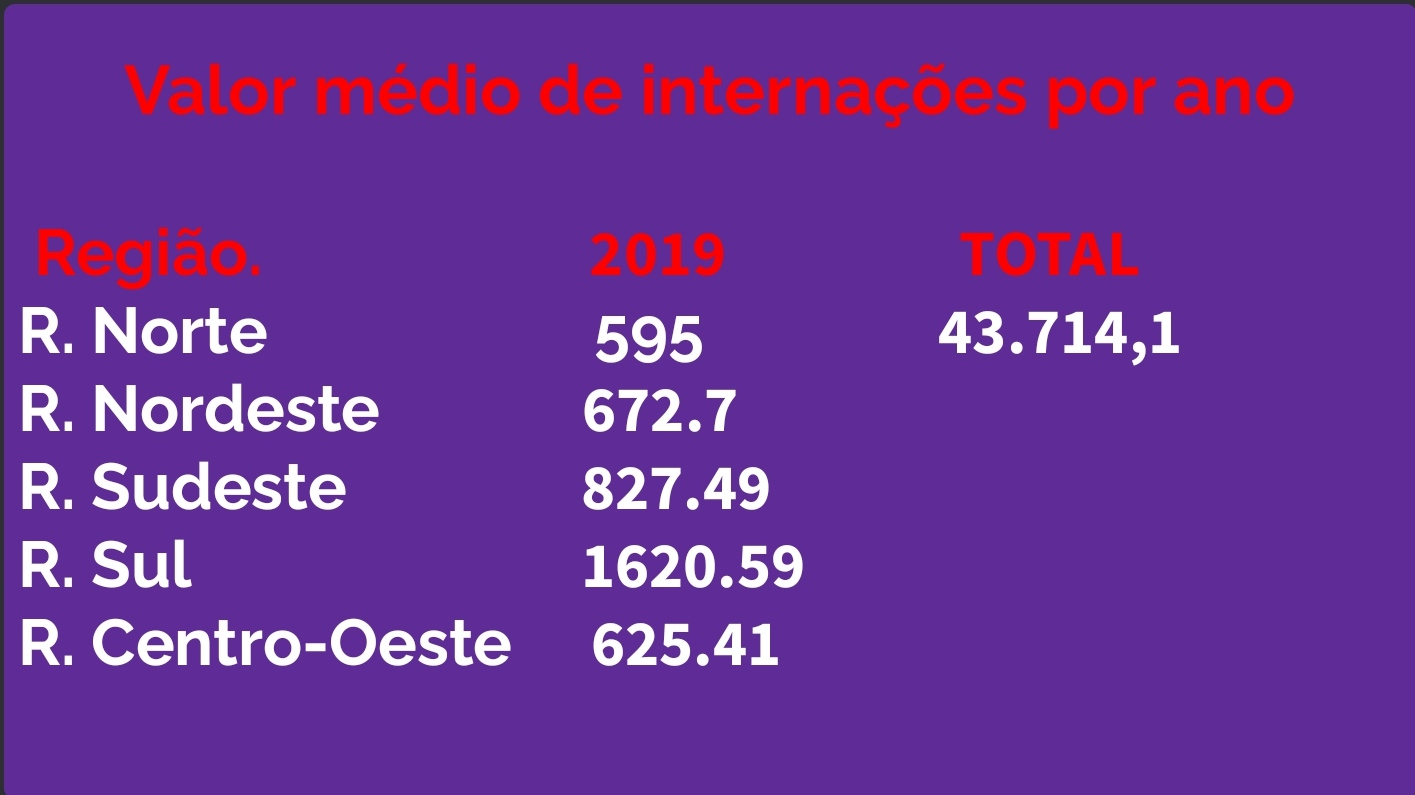 Valor médio de internações por ano
Região. 2019 TOTAL
R. Norte 595 43.714,1
R. Nordeste 672.7
R. Sudeste 827.49
R. Sul 1620.59
R. Centro-Oeste 625.41